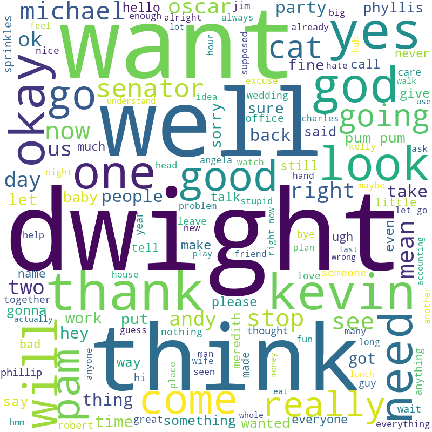 michael hello oscar jim party big phyllis
sprinkles nice ok enough alright lot always already never
want cat yes
hour supposed fine hate call hat care walk use
okay go senator god give
excuse understand wedding idea office sorry sure back charles said
now us much well going
pum pum kelly maybe ask
day one good look
head angela watch still hand
let baby people talk problem stupid right take let go
night year leave new right now bye plan ugh little even last wrong accounting
help dwight mean
name tell make play friend love someone another
two house please
together gonna thank kevin
actually work put andy stop see need
guess nothing
will pam hey
bad anyone way hi man wife seen meredith made thought fun many got long guy anything
phillip think
say thing place money eat lunch wait
come really
hmm robert time great something whole wanted everyone everything